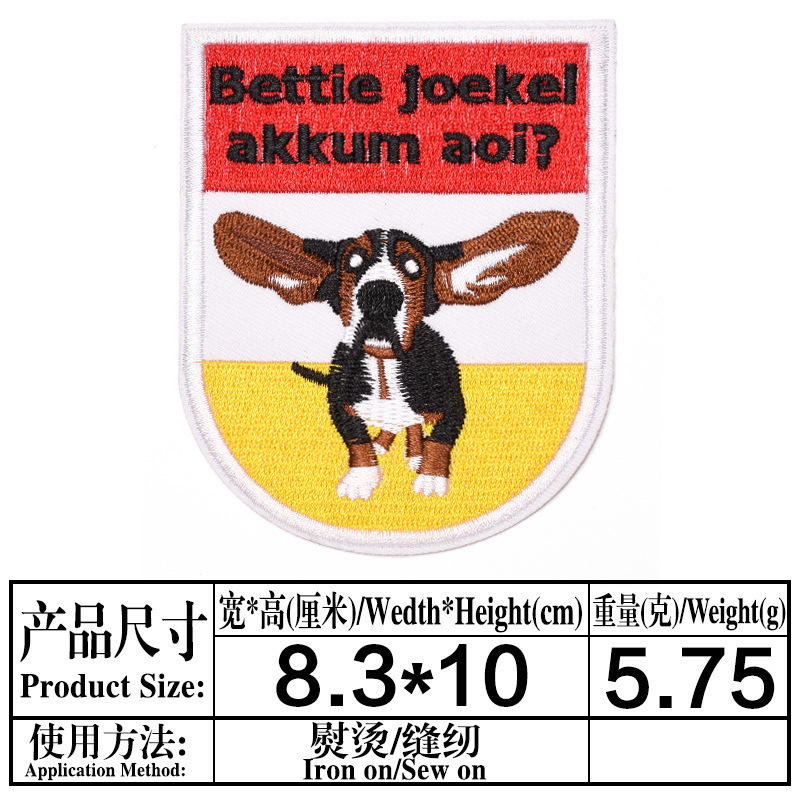 Bettie joekel
akkum aoi?
产品尺寸
Product Size:
宽*高(厘米)/Wedth*Height(cm)
重量(克)/Weight(g)
8.3*10
5.75
使用方法:
Application Method:
熨烫/缝纫
Iron on/Sew on